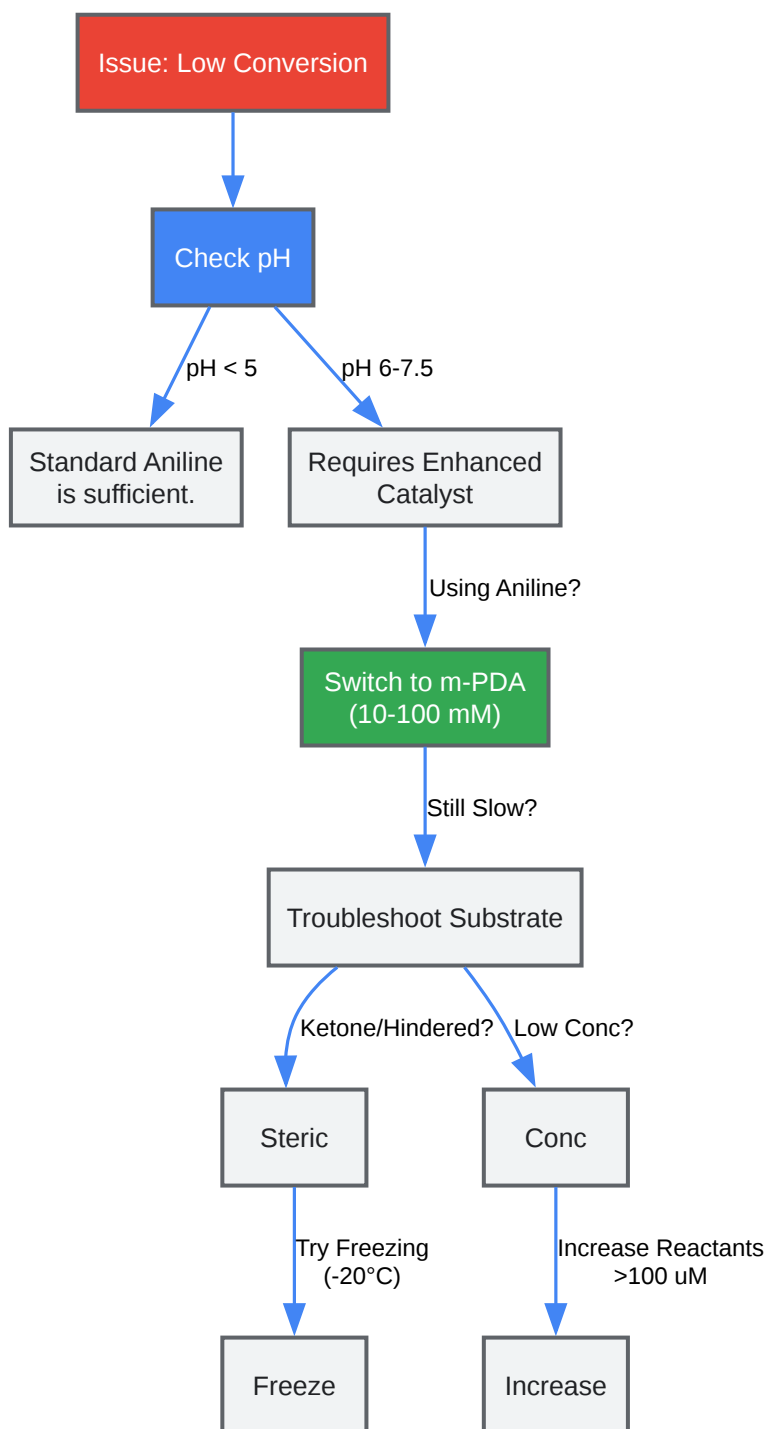 Issue: Low Conversion
Check pH
pH < 5
pH 6-7.5
Standard Aniline
is sufficient.
Requires Enhanced
Catalyst
Using Aniline?
Switch to m-PDA
(10-100 mM)
Still Slow?
Troubleshoot Substrate
Ketone/Hindered?
Low Conc?
Steric
Conc
Try Freezing
(-20°C)
Increase Reactants
>100 uM
Freeze
Increase